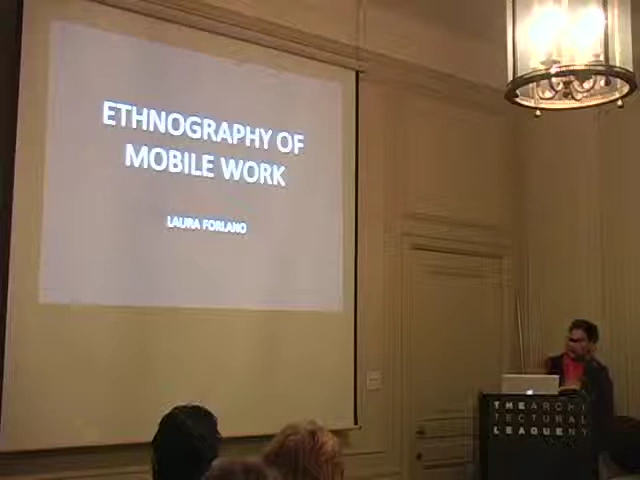 ETHNOGRAPHY OF
MOBILE WORK
LAURA FORLANO
THE ARCHI
TECTURAL
LEAGUE NY